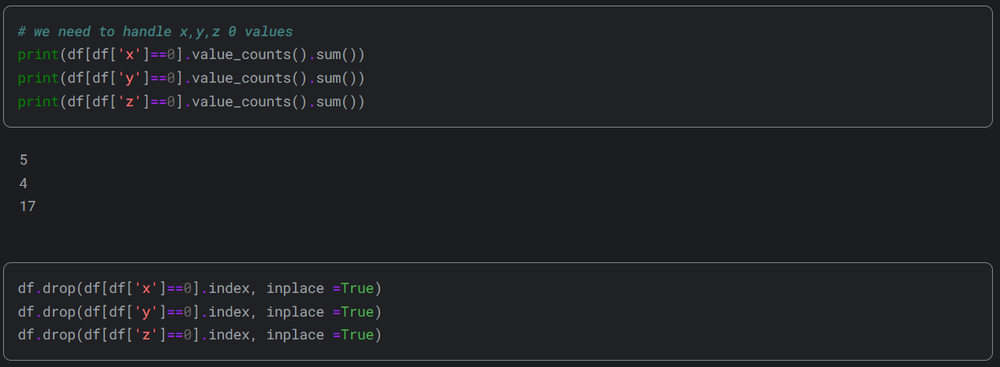 # we need to handle x,y,z 0 values
print(df[df['x']==0].value_counts().sum())
print(df[df['y']==0].value_counts().sum())
print(df[df['z']==0].value_counts().sum())
5
4
17
df.drop(df[df['x']==0].index, inplace =True)
df.drop(df[df['y']==0].index, inplace =True)
df.drop(df[df['z']==0].index, inplace =True)